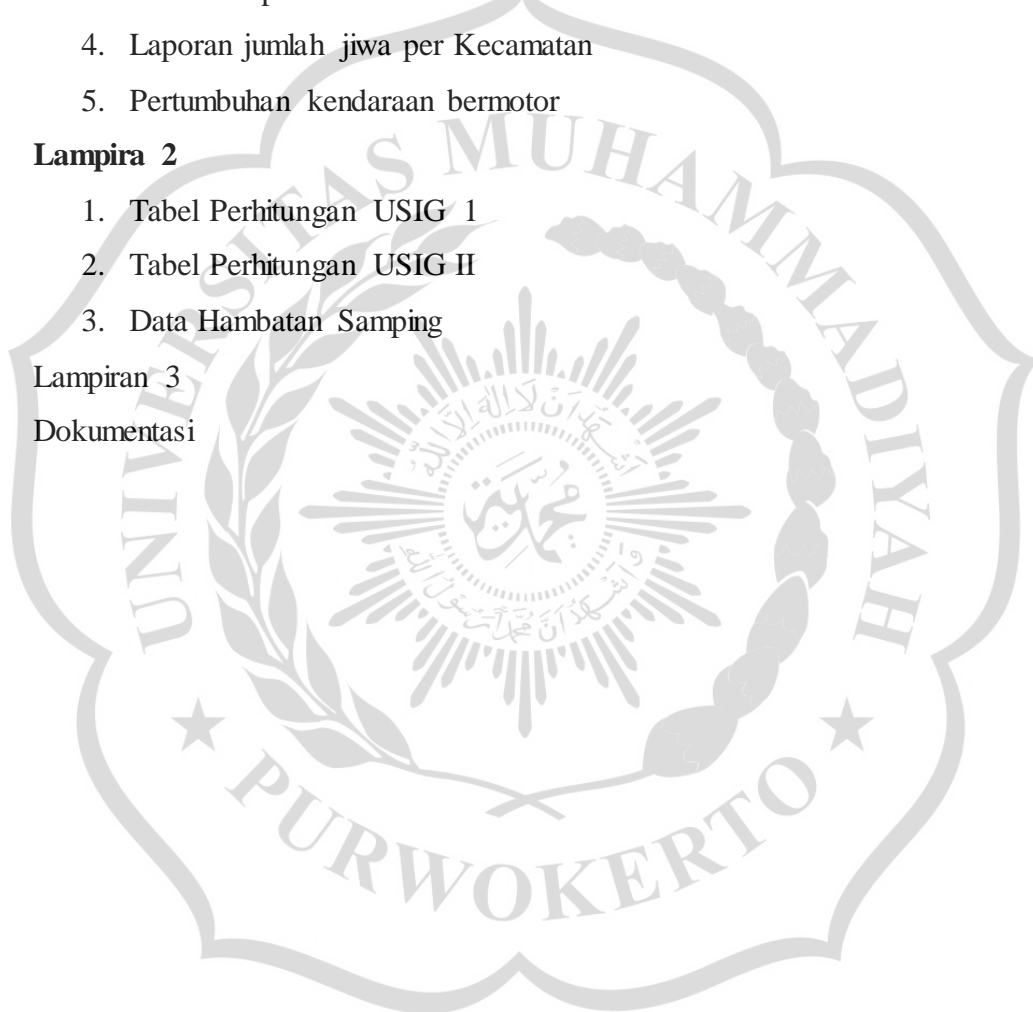 4. Laporan jumlah jiwa per Kecamatan
5. Pertumbuhan kendaraan bermotor
Lampira 2
1. Tabel Perhitungan USIG 1
2. Tabel Perhitungan USIG II
3. Data Hambatan Samping
Lampiran 3
Dokumentasi
UNIVERSITAS MUHAMMADIYAH
PURWOKERTO